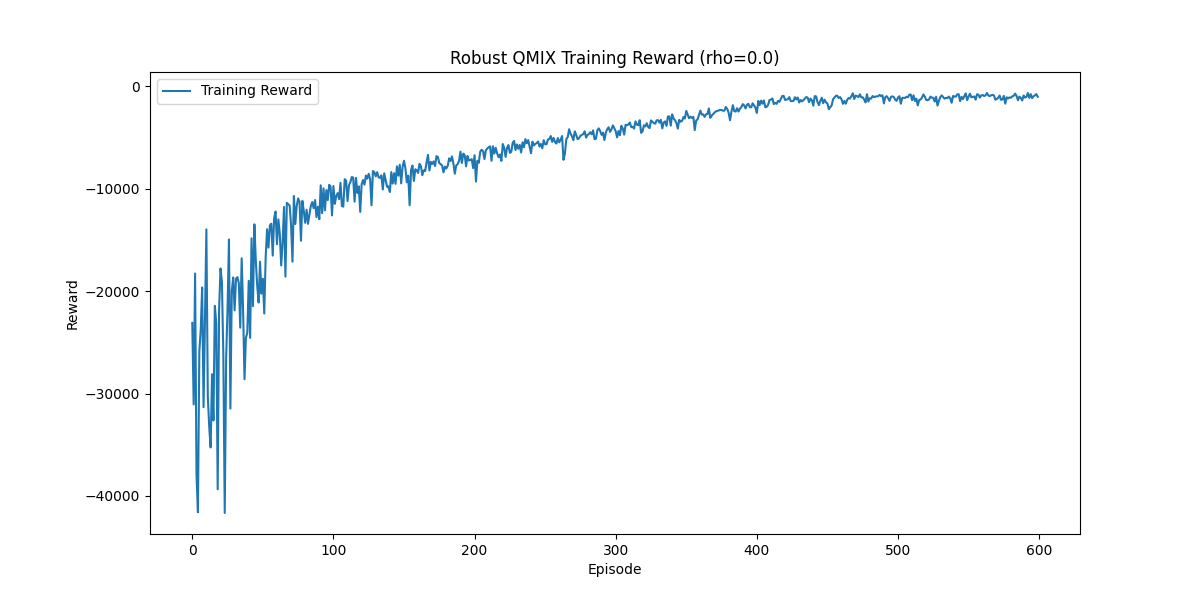 Robust QMIX Training Reward (rho=0.0)
Training Reward
0
−10000
−20000
−30000
−40000
Reward
0 100 200 300 400 500 600
Episode